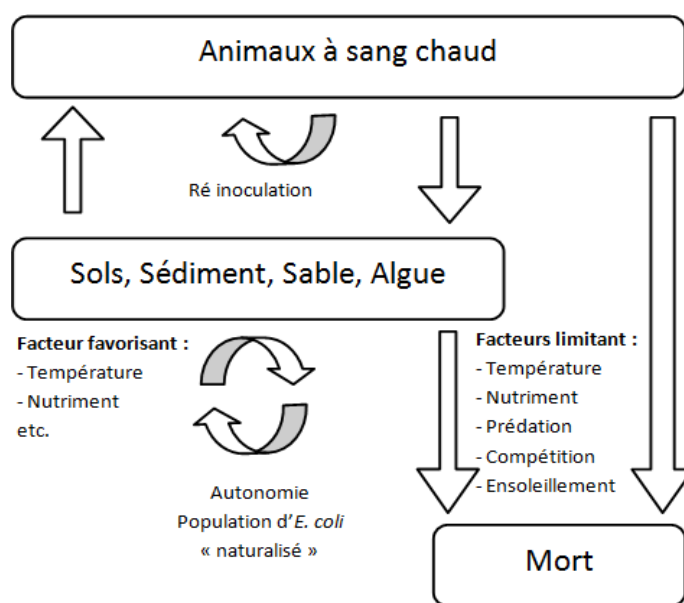 Animaux à sang chaud
Ré inoculation
Sols, Sédiment, Sable, Algue
Facteur favorisant :
- Température
- Nutriment
etc.
Facteurs limitant :
- Température
- Nutriment
- Prédation
- Compétition
- Ensoleillement
Autonomie
Population d’E. coli
« naturalisé »
Mort